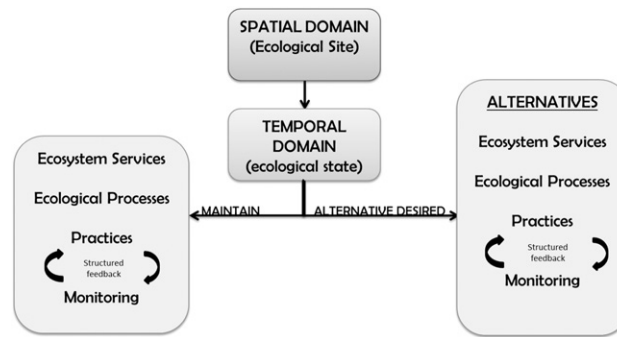 SPATIAL DOMAIN
(Ecological Site)
TEMPORAL
DOMAIN
(ecological state)
MAINTAIN
ALTERNATIVE DESIRED
Ecosystem Services
Ecological Processes
Practices
Structured
feedback
Monitoring
ALTERNATIVES
Ecosystem Services
Ecological Processes
Practices
Structured
feedback
Monitoring